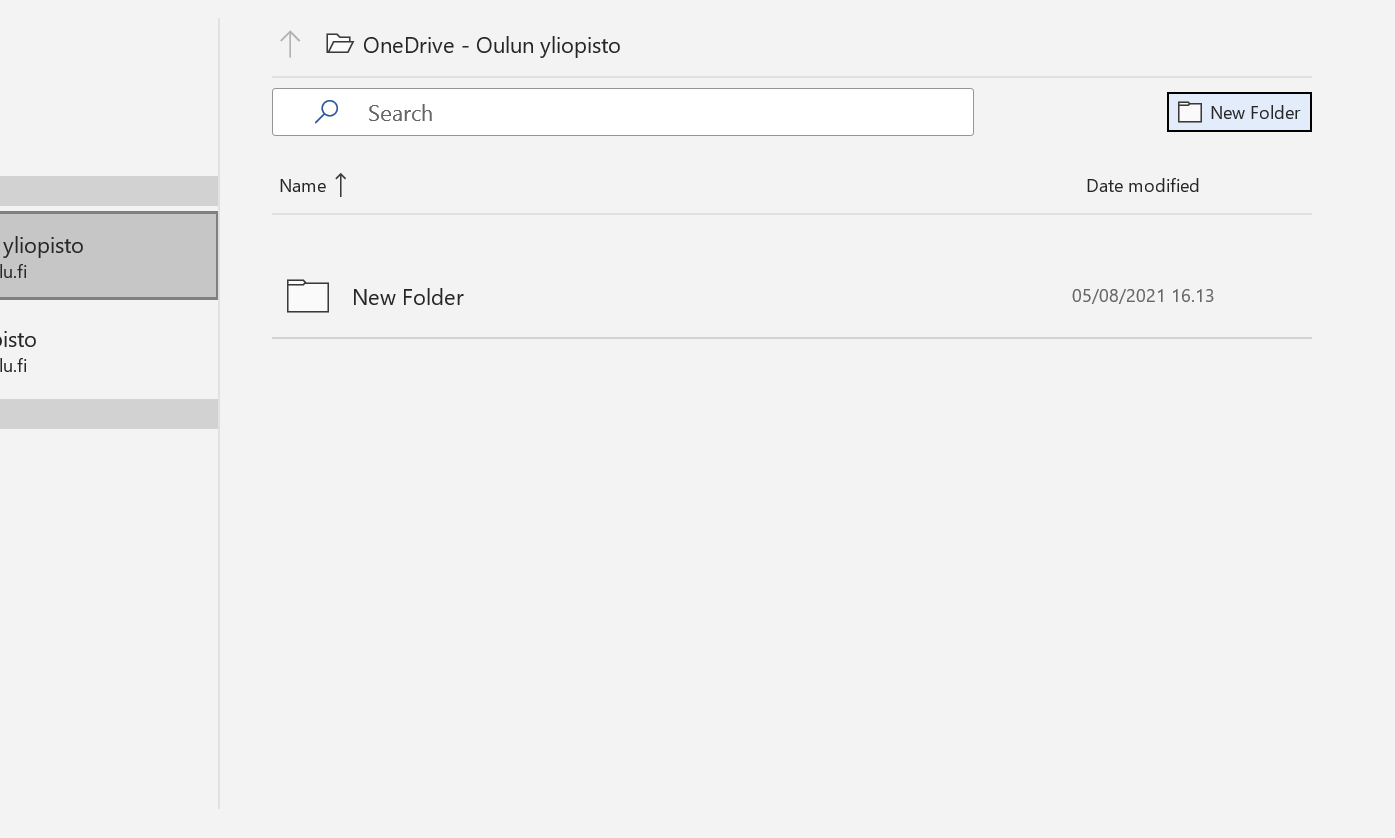 OneDrive - Oulun yliopisto
Search
New Folder
Name
Date modified
New Folder
05/08/2021 16.13
yliopisto
lu.fi
isto
lu.fi